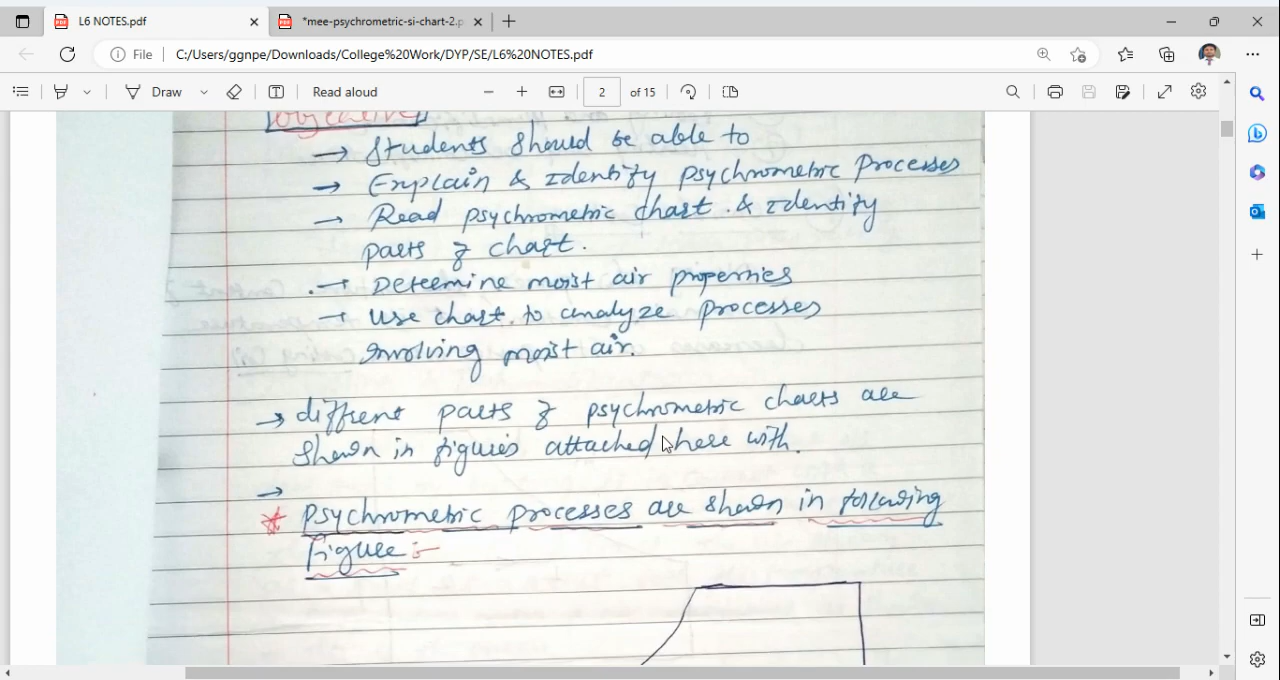 L6 NOTES.pdf
*mee-psychrometric-si-chart-2.p
File C:/Users/ggnpe/Downloads/College%20Work/DYP/SE/L6%20NOTES.pdf
Draw Read aloud 2 of 15
Objective
→ Students should be able to
→ Explain & Identify psychrometric Processes
→ Read psychrometric chart. & Identify
parts of chart.
→ Determine moist air properties
→ Use chart. to analyze Processes
Involving moist air.
→ diffrent parts of psychrometric charts are
Shown in figures attached here with.
→
* Psychrometric processes are shown in following
Figure :-